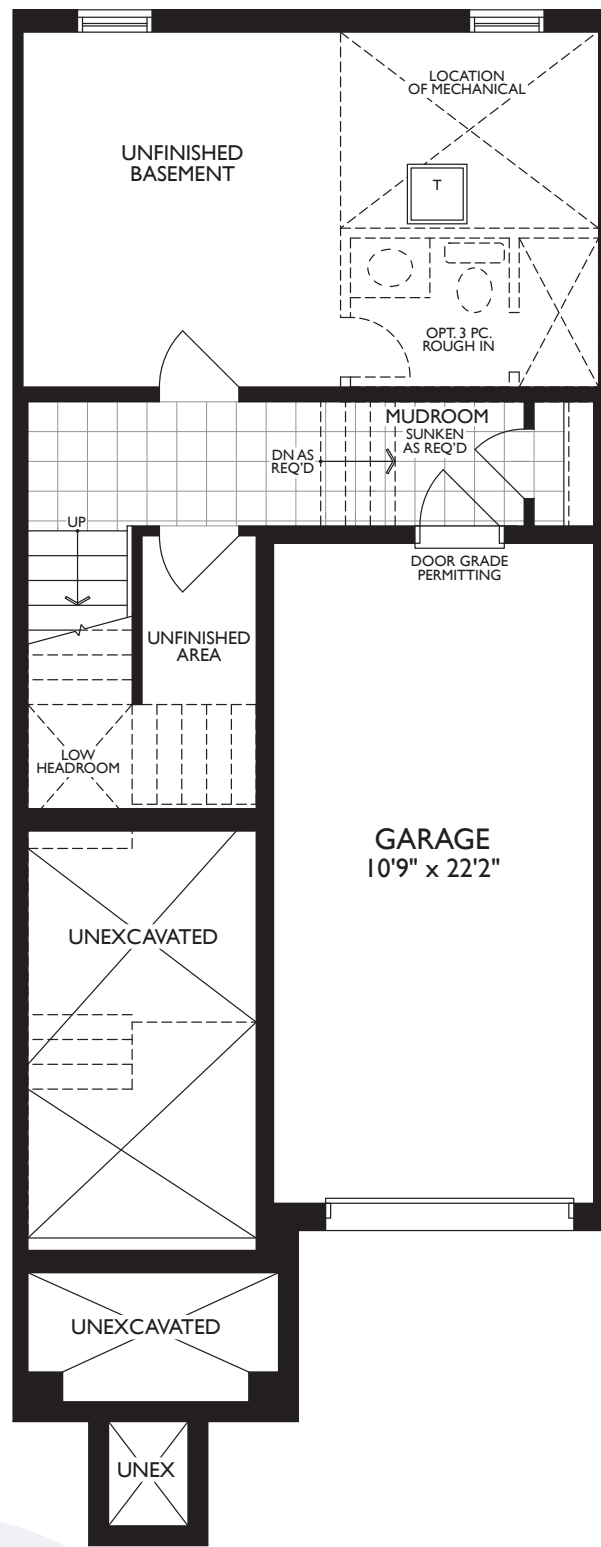 LOCATION
OF MECHANICAL
UNFINISHED
BASEMENT
T
OPT. 3 PC.
ROUGH IN
MUDROOM
SUNKEN
AS REQ'D
DN AS
REQ'D
UP
DOOR GRADE
PERMITTING
UNFINISHED
AREA
LOW
HEADROOM
GARAGE
10'9" x 22'2"
UNEXCAVATED
UNEXCAVATED
UNEX